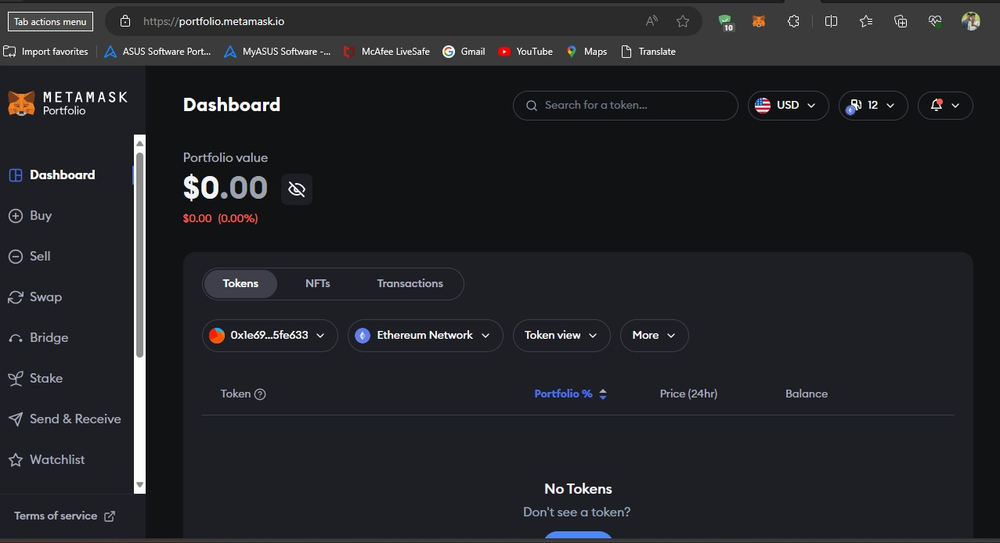 Tab actions menu
https://portfolio.metamask.io
10
Import favorites
ASUS Software Port...
MyASUS Software -...
McAfee LiveSafe
Gmail
YouTube
Maps
Translate
METAMASK
Portfolio
Dashboard
Search for a token...
USD
12
Dashboard
Buy
Sell
Swap
Bridge
Stake
Send & Receive
Watchlist
Terms of service
Portfolio value
$0.00
$0.00 (0.00%)
Tokens
NFTs
Transactions
0x1e69...5fe633
Ethereum Network
Token view
More
Token
Portfolio %
Price (24hr)
Balance
No Tokens
Don't see a token?